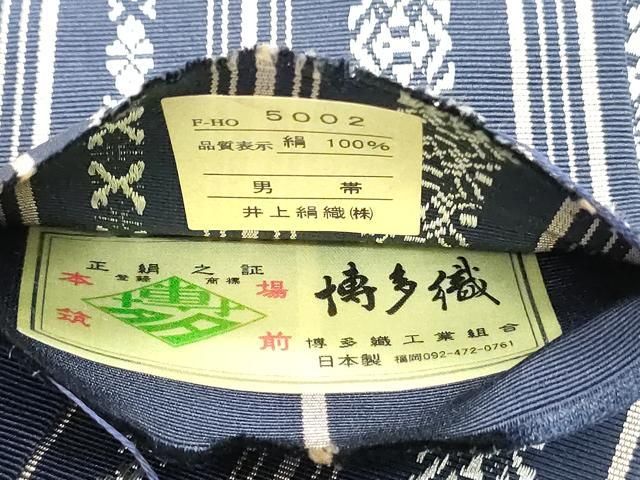 F-HO 5002
品質表示 絹 100%
男 帯
井上絹織㈱
正絹之証
登録 商標
本場
筑前
博多
博多織
博多織工業組合
日本製 福岡092-472-0761